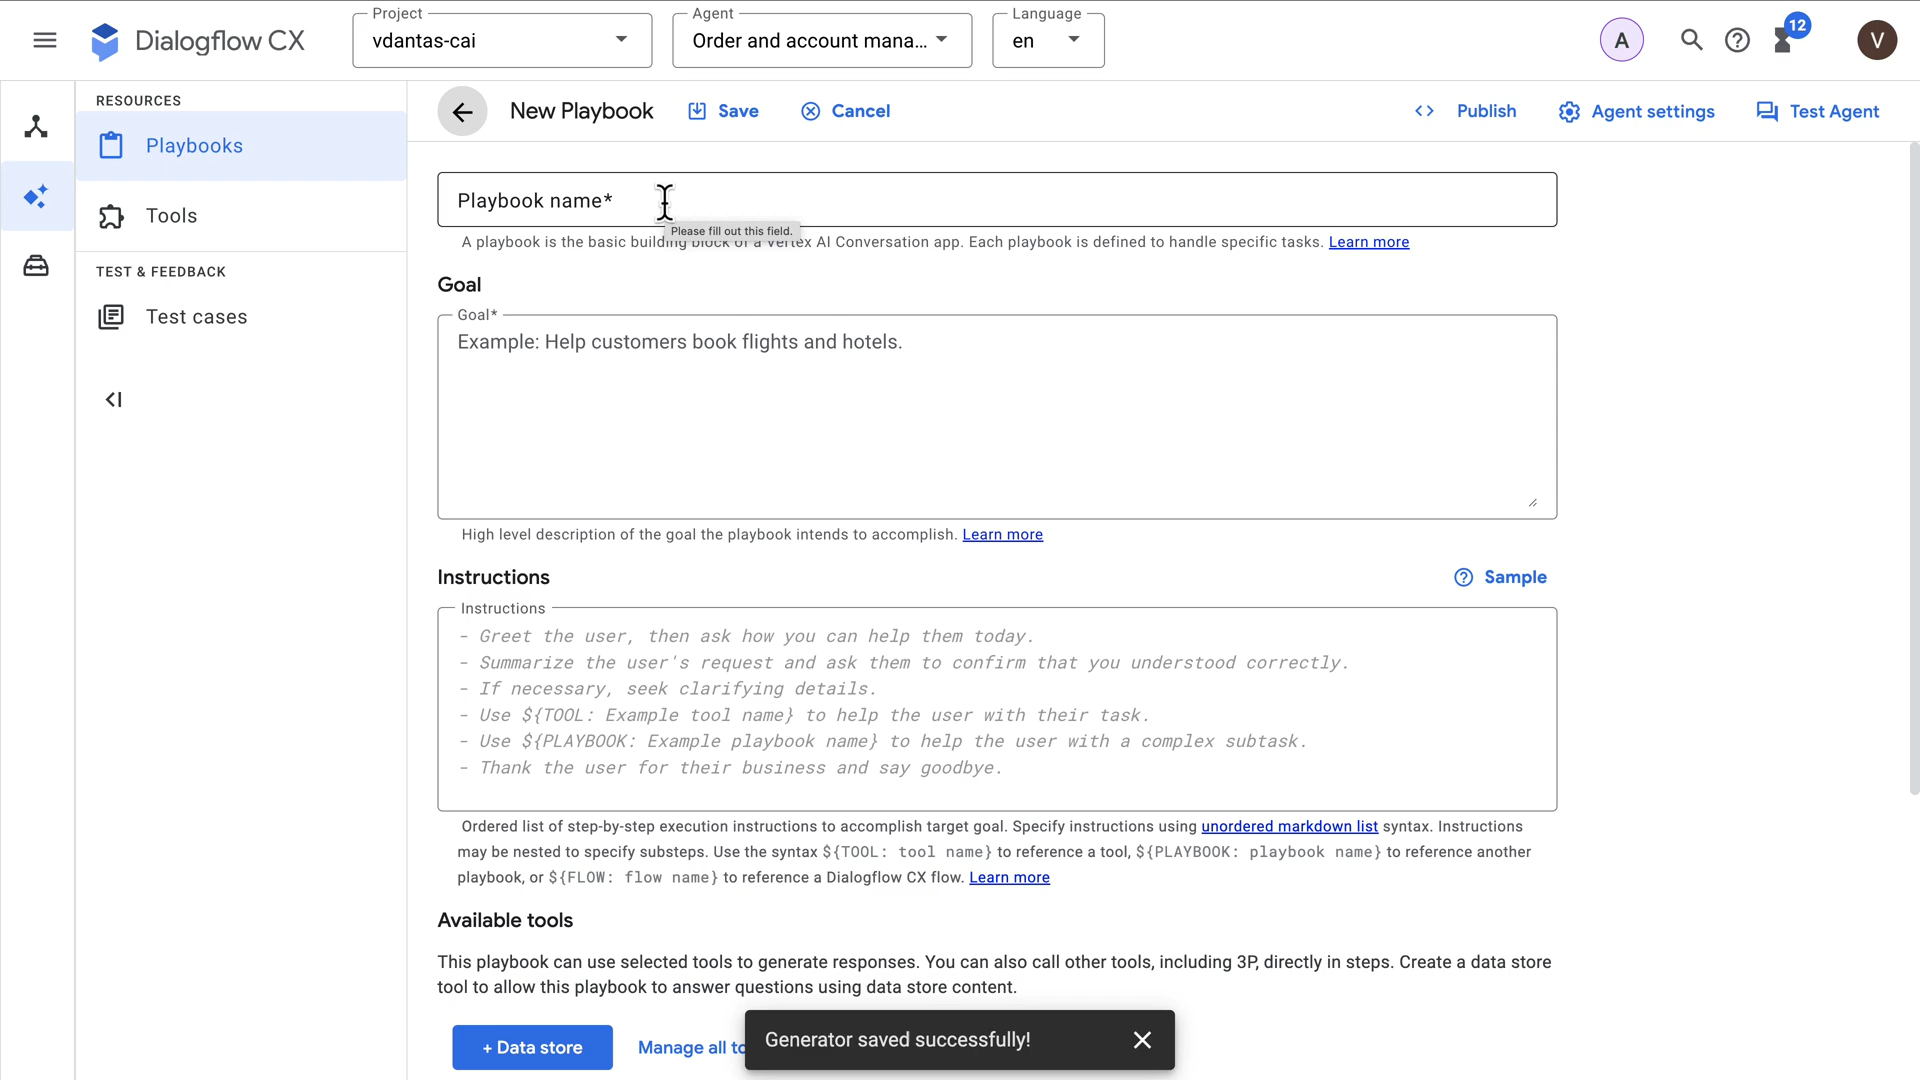 Dialogflow CX
Project
vdantas-cai
Agent
Order and account mana...
Language
en
A
12
V
RESOURCES
Playbooks
Tools
TEST & FEEDBACK
Test cases
New Playbook
Save
Cancel
Publish
Agent settings
Test Agent
Playbook name*
Please fill out this field.
A playbook is the basic building block of a Vertex AI Conversation app. Each playbook is defined to handle specific tasks. Learn more
Goal
Goal*
Example: Help customers book flights and hotels.
High level description of the goal the playbook intends to accomplish. Learn more
Instructions
Sample
Instructions
- Greet the user, then ask how you can help them today.
- Summarize the user's request and ask them to confirm that you understood correctly.
- If necessary, seek clarifying details.
- Use ${TOOL: Example tool name} to help the user with their task.
- Use ${PLAYBOOK: Example playbook name} to help the user with a complex subtask.
- Thank the user for their business and say goodbye.
Ordered list of step-by-step execution instructions to accomplish target goal. Specify instructions using unordered markdown list syntax. Instructions
may be nested to specify substeps. Use the syntax ${TOOL: tool name} to reference a tool, ${PLAYBOOK: playbook name} to reference another
playbook, or ${FLOW: flow name} to reference a Dialogflow CX flow. Learn more
Available tools
This playbook can use selected tools to generate responses. You can also call other tools, including 3P, directly in steps. Create a data store
tool to allow this playbook to answer questions using data store content.
+ Data store
Manage all to
Generator saved successfully!